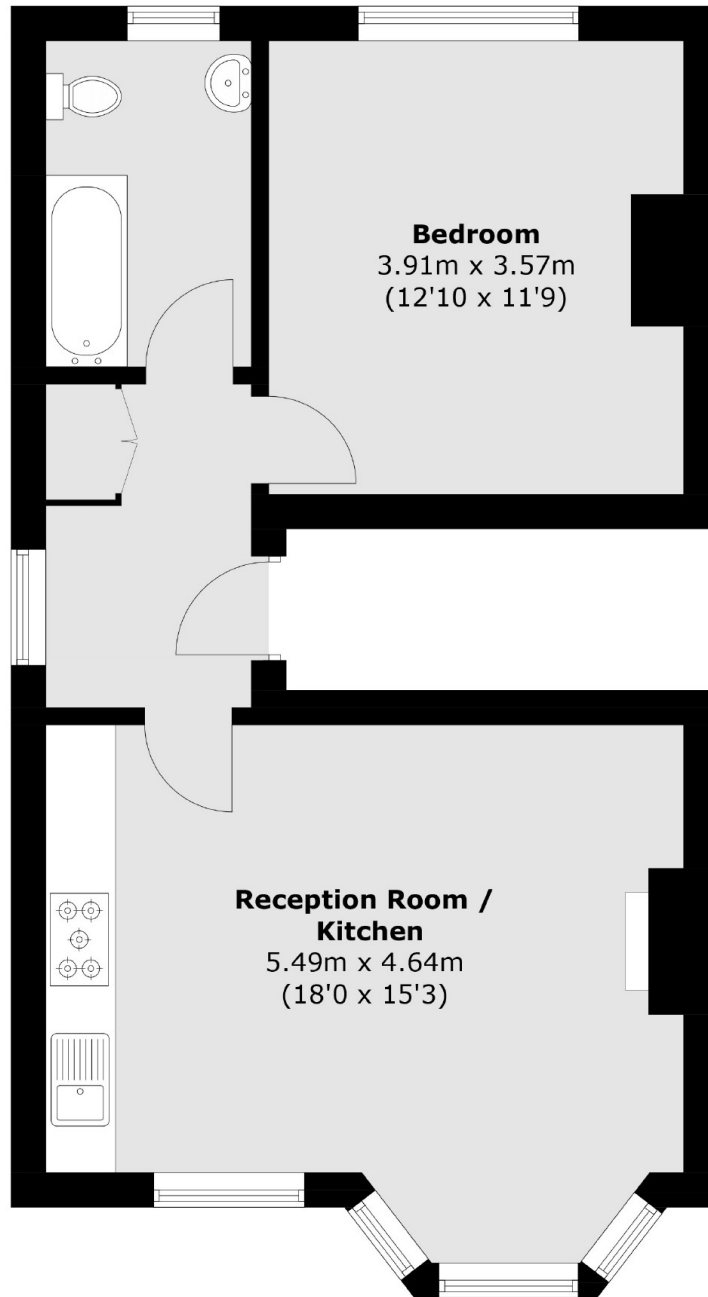 Bedroom
3.91m x 3.57m
(12'10 x 11'9)
Reception Room /
Kitchen
5.49m x 4.64m
(18'0 x 15'3)